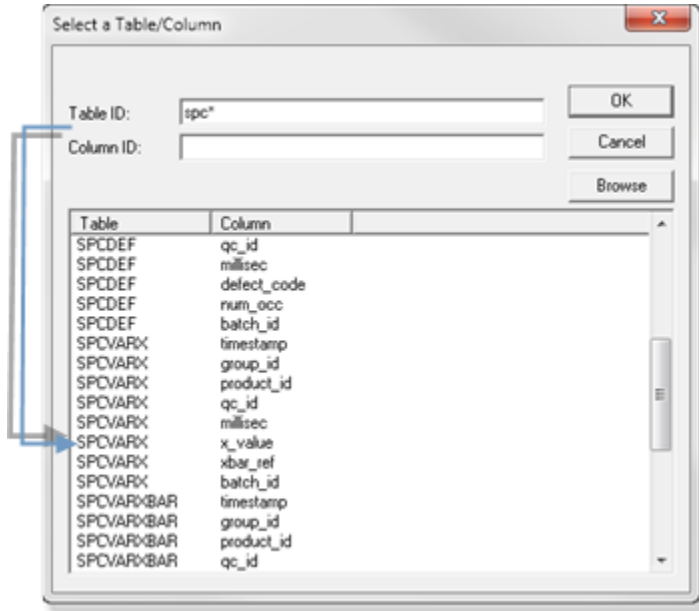 Select a Table/Column
Table ID: spc* OK
Column ID: Cancel
Browse
Table Column
SPCDEF qc_id
SPCDEF millisec
SPCDEF defect_code
SPCDEF num_occ
SPCDEF batch_id
SPCVARX timestamp
SPCVARX group_id
SPCVARX product_id
SPCVARX qc_id
SPCVARX millisec
SPCVARX x_value
SPCVARX xbar_ref
SPCVARX batch_id
SPCVARXBAR timestamp
SPCVARXBAR group_id
SPCVARXBAR product_id
SPCVARXBAR qc_id